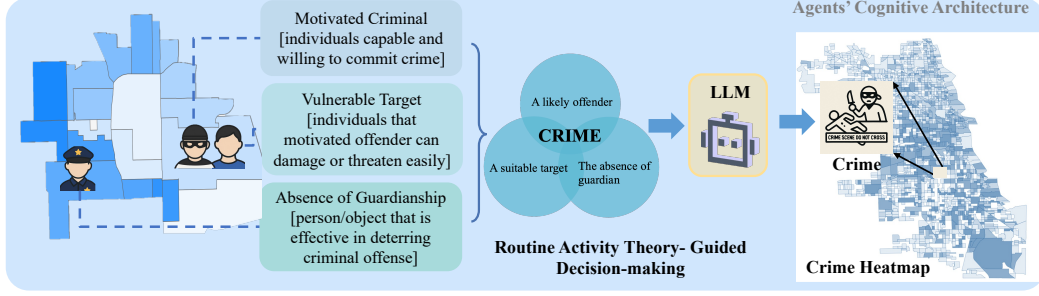 Agents' Cognitive Architecture
Motivated Criminal
[individuals capable and
willing to commit crime]
Vulnerable Target
[individuals that
motivated offender can
damage or threaten easily]
Absence of Guardianship
[person/object that is
effective in deterring
criminal offense]
A likely offender
CRIME
A suitable target
The absence of
guardian
Routine Activity Theory- Guided
Decision-making
LLM
CRIME SCENE DO NOT CROSS
Crime
Crime Heatmap